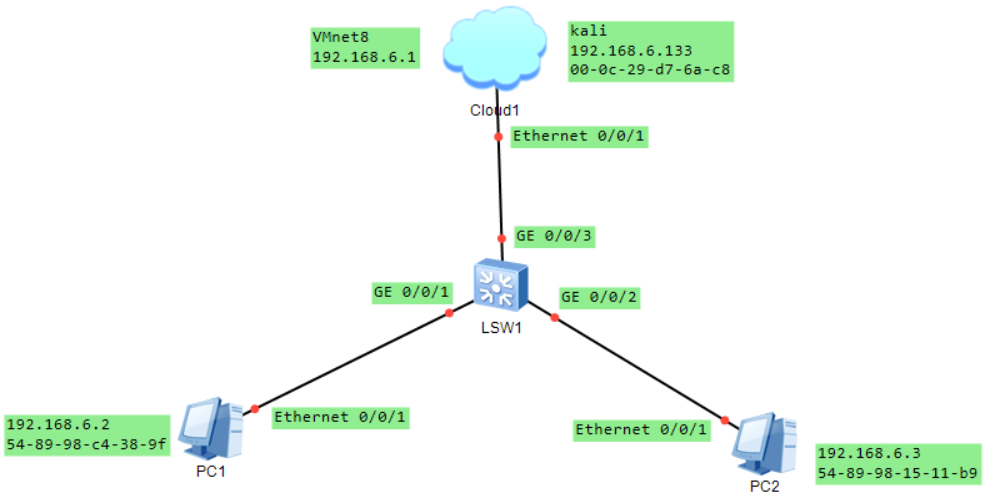 VMnet8
192.168.6.1
kali
192.168.6.133
00-0c-29-d7-6a-c8
Cloud1
Ethernet 0/0/1
GE 0/0/3
GE 0/0/1
GE 0/0/2
LSW1
192.168.6.2
54-89-98-c4-38-9f
Ethernet 0/0/1
PC1
Ethernet 0/0/1
192.168.6.3
54-89-98-15-11-b9
PC2